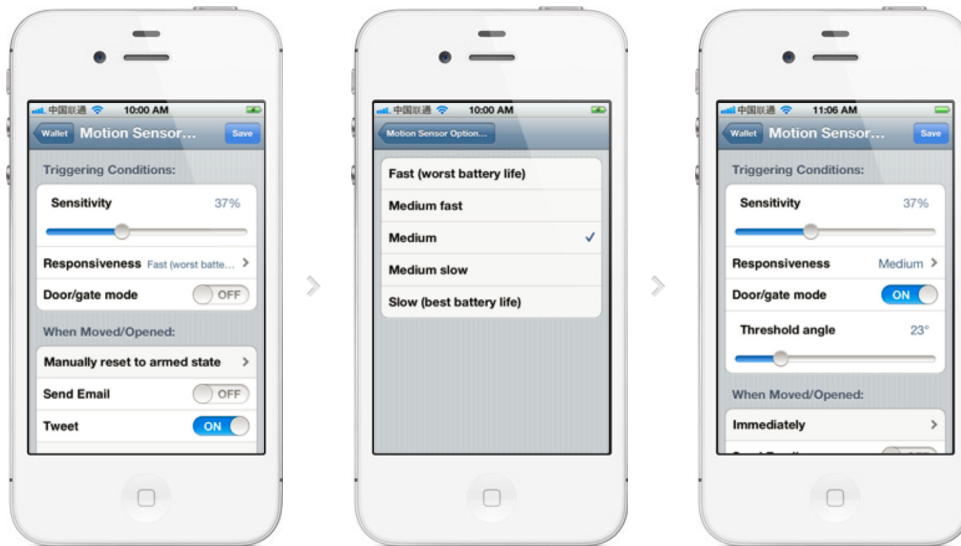 中国联通 10:00 AM
Wallet Motion Sensor... Save
Triggering Conditions:
Sensitivity 37%
Responsiveness Fast (worst batte...
Door/gate mode OFF
When Moved/Opened:
Manually reset to armed state
Send Email OFF
Tweet ON
中国联通 10:00 AM
Motion Sensor Option...
Fast (worst battery life)
Medium fast
Medium
Medium slow
Slow (best battery life)
中国联通 11:06 AM
Wallet Motion Sensor... Save
Triggering Conditions:
Sensitivity 37%
Responsiveness Medium
Door/gate mode ON
Threshold angle 23°
When Moved/Opened:
Immediately